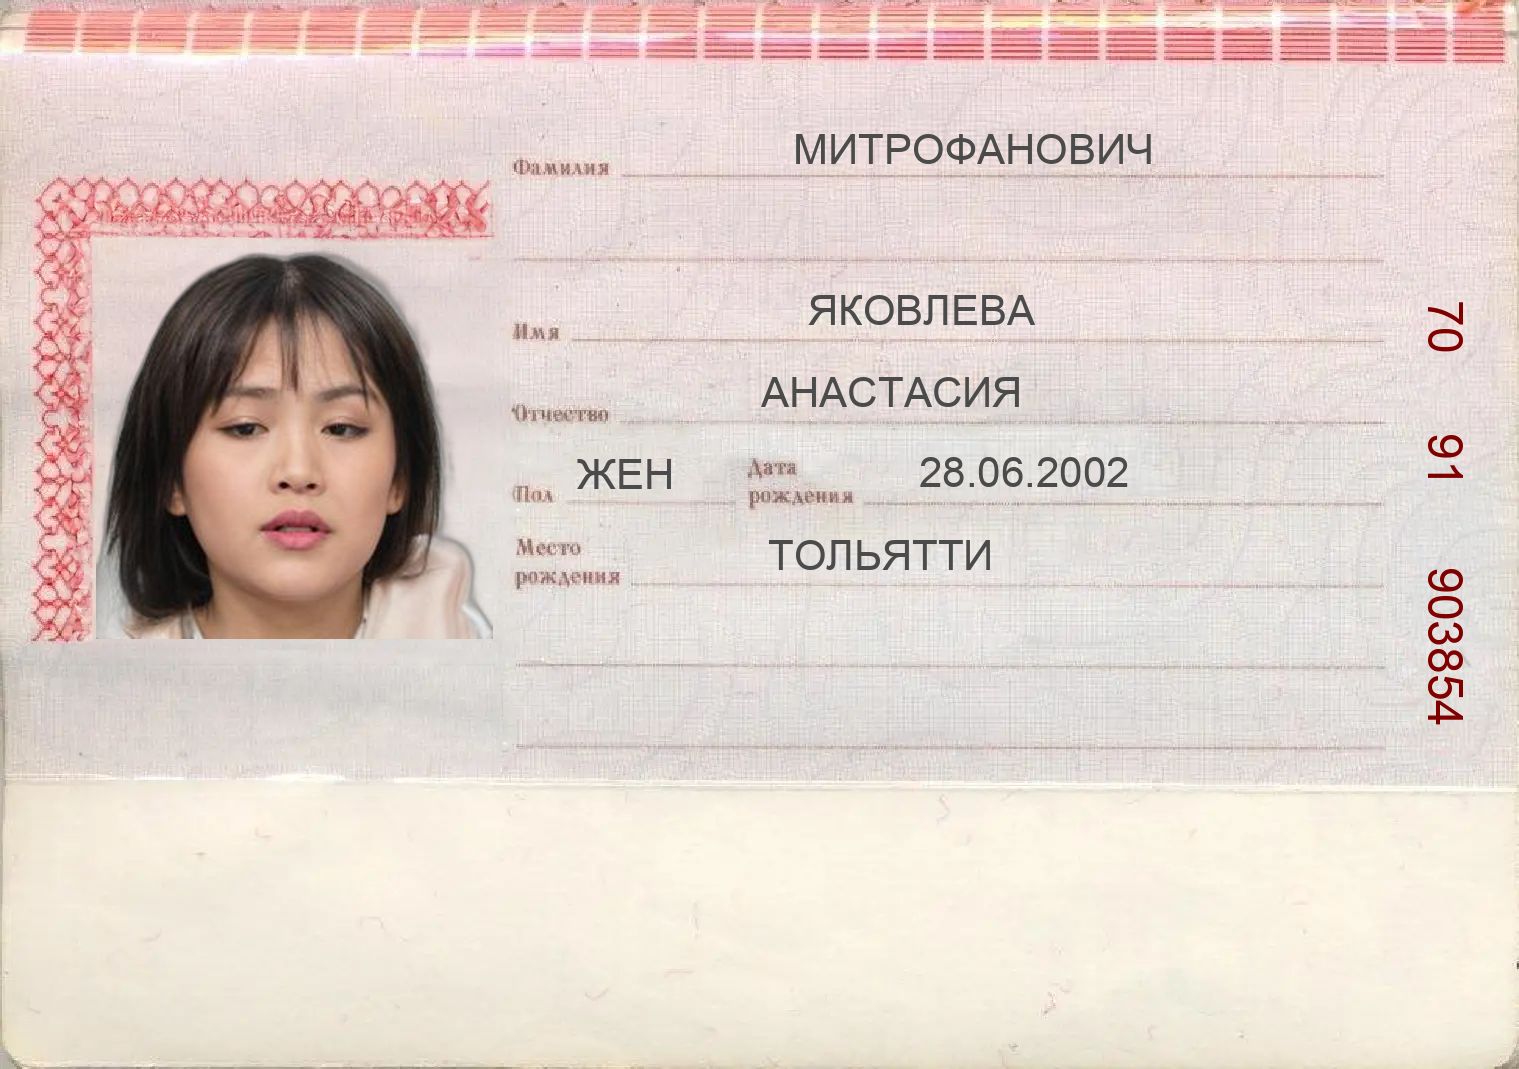 Фамилия МИТРОФАНОВИЧ
Имя ЯКОВЛЕВА
Отчество АНАСТАСИЯ
Пол ЖЕН Дата рождения 28.06.2002
Место рождения ТОЛЬЯТТИ
70 91 903854